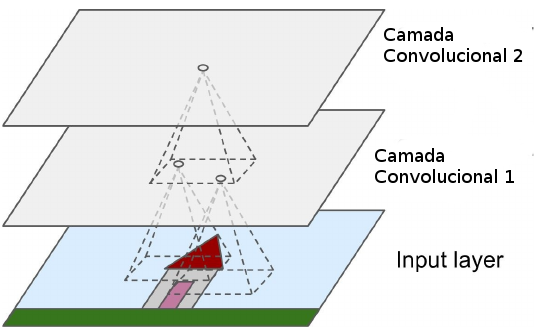 Camada
Convolucional 2
Camada
Convolucional 1
Input layer